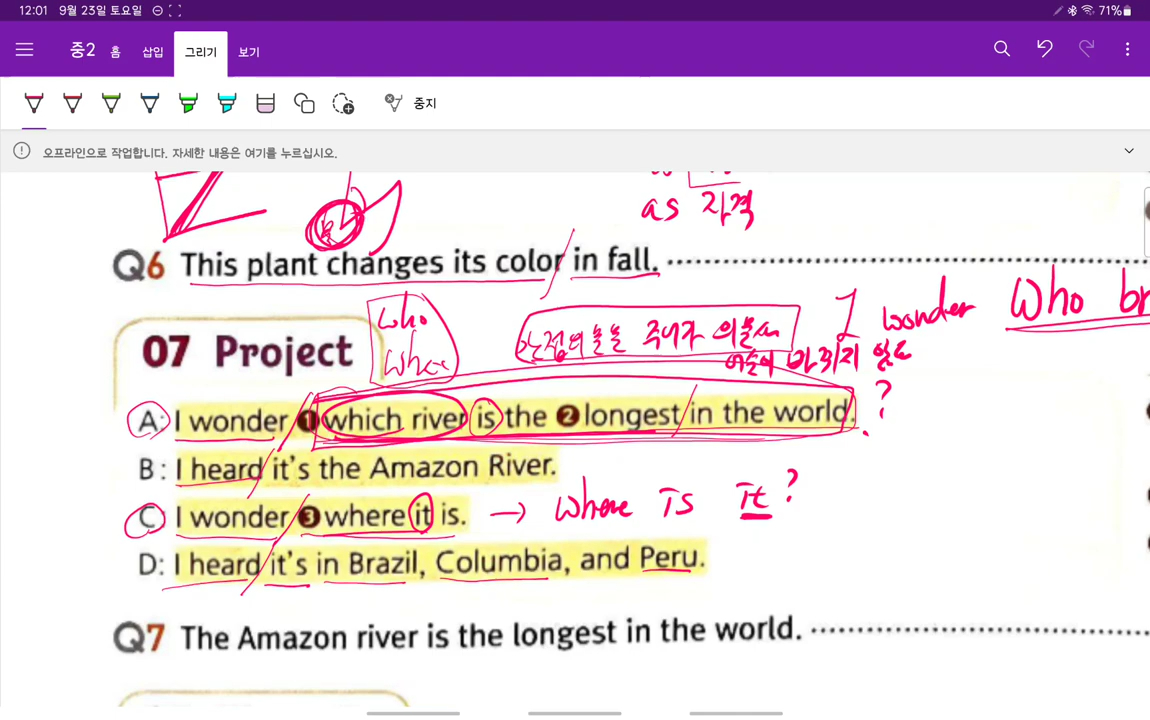 12:01 9월 23일 토요일 71%
중2 홈 삽입 그리기 보기
중지
오프라인으로 작업합니다. 자세한 내용은 여기를 누르십시오.
as 자격
Q6 This plant changes its color in fall.
who
I wonder who br
간접의문문 주어가 의문사
어순이 바뀌지 않는
07 Project
A: I wonder ❶ which river is the ❷ longest in the world. ?
B: I heard it's the Amazon River.
C: I wonder ❸ where it is. → where is it?
D: I heard it's in Brazil, Columbia, and Peru.
Q7 The Amazon river is the longest in the world.